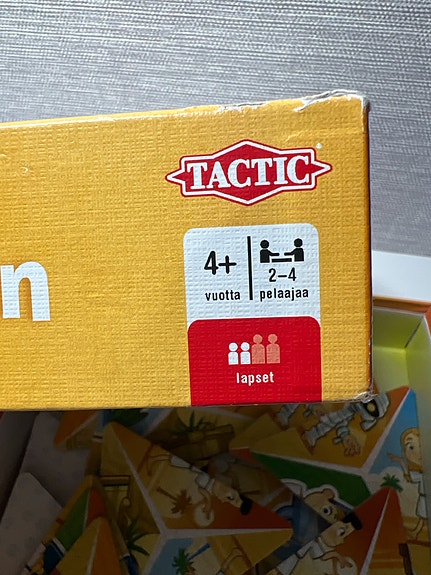 TACTIC®
n
4+
vuotta
2–4
pelaajaa
lapset